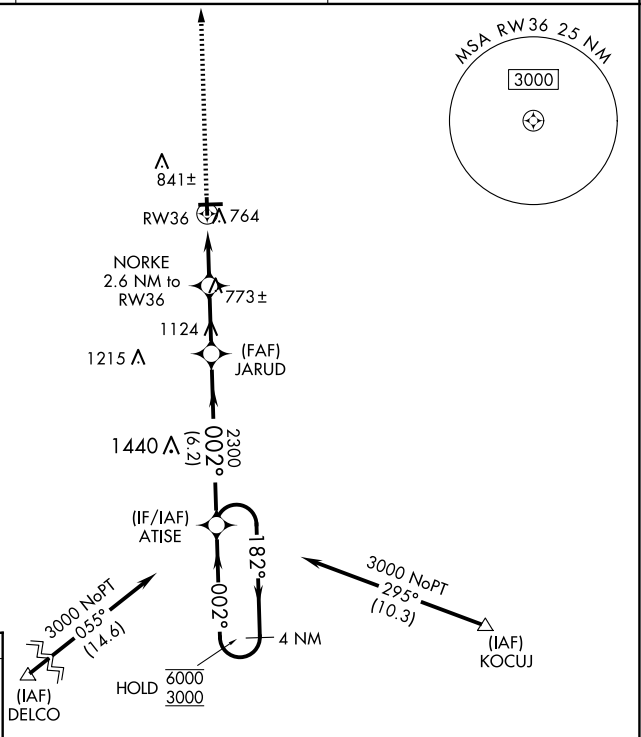 MSA RW36 25 NM
3000
841±
RW36
764
NORKE
2.6 NM to
RW36
773±
1124
1215
(FAF)
JARUD
1440
2300
002°
(6.2)
(IF/IAF)
ATISE
182°
002°
4 NM
HOLD
6000
3000
3000 NoPT
055°
(14.6)
(IAF)
DELCO
3000 NoPT
295°
(10.3)
(IAF)
KOCUJ